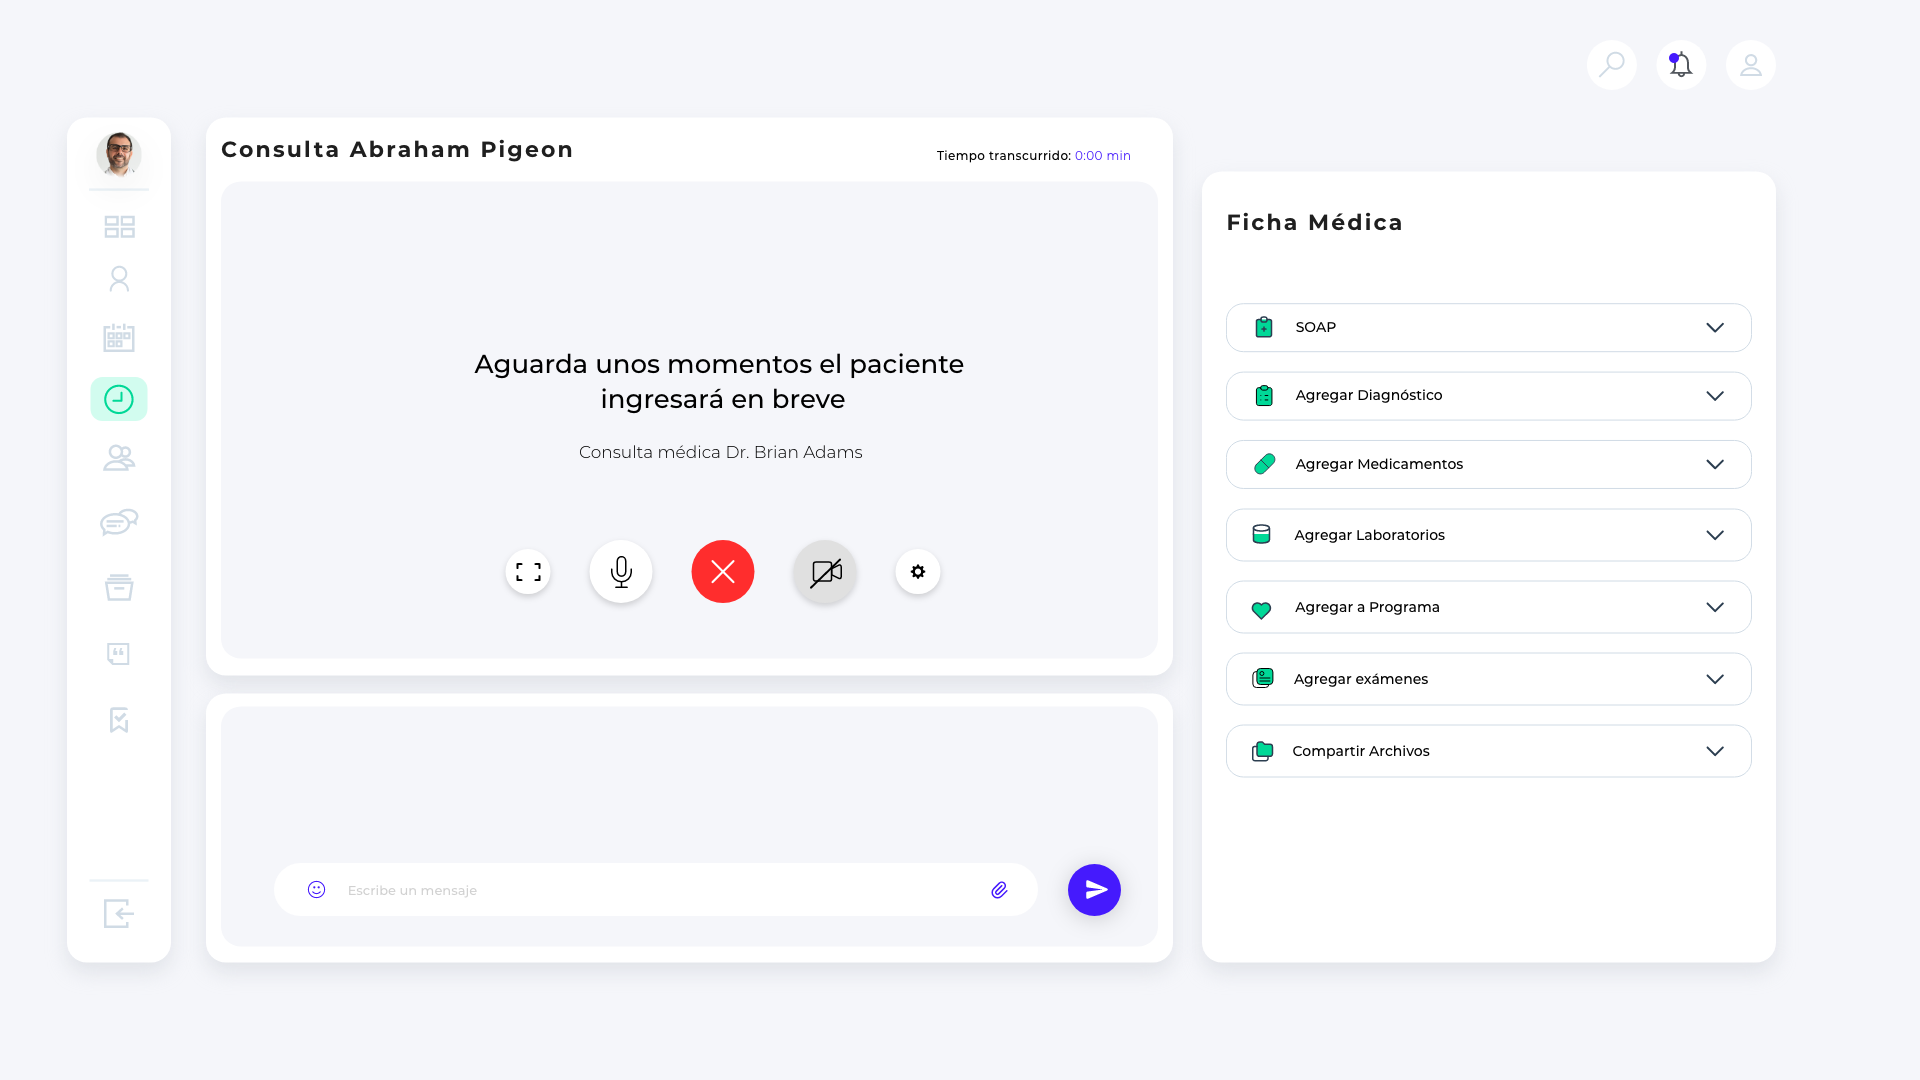 Consulta Abraham Pigeon
Tiempo transcurrido: 0:00 min
Aguarda unos momentos el paciente
ingresará en breve
Consulta médica Dr. Brian Adams
Escribe un mensaje
Ficha Médica
SOAP
Agregar Diagnóstico
Agregar Medicamentos
Agregar Laboratorios
Agregar a Programa
Agregar exámenes
Compartir Archivos